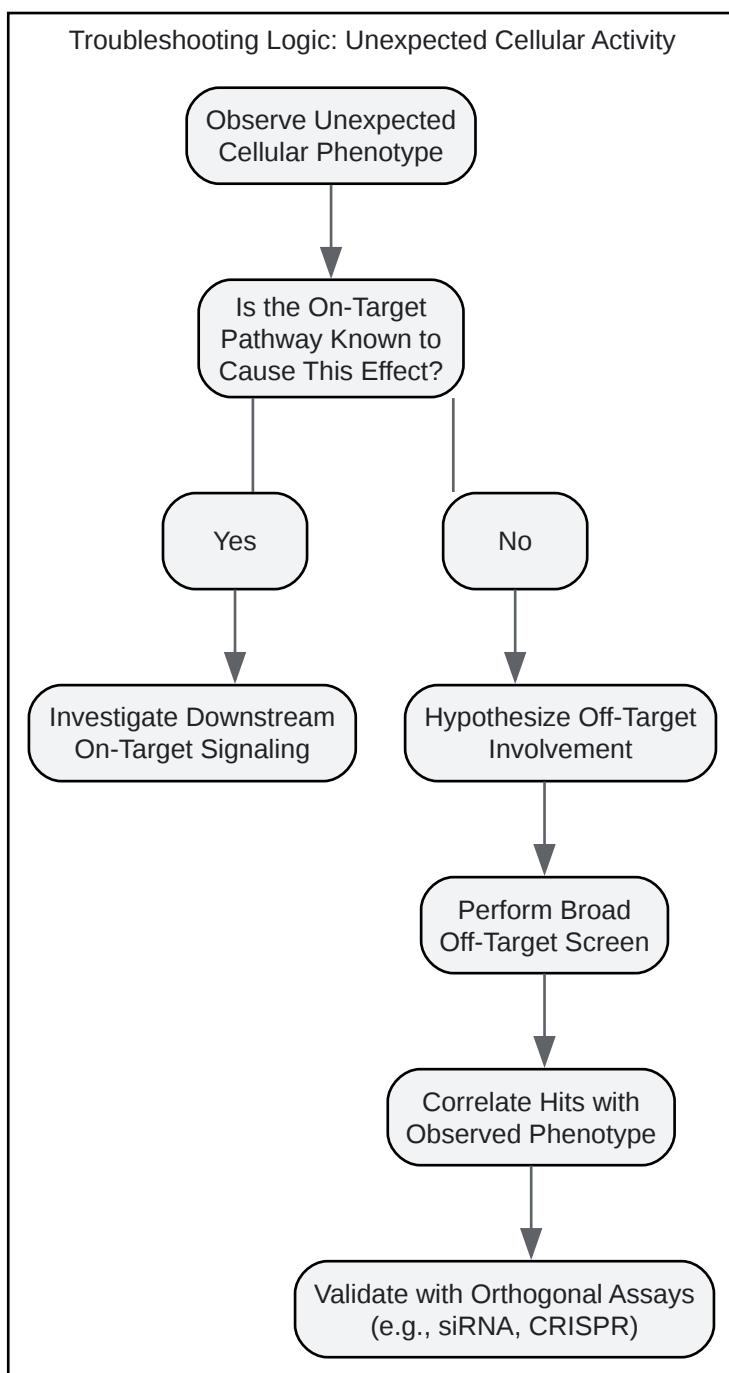 Troubleshooting Logic: Unexpected Cellular Activity
Observe Unexpected
Cellular Phenotype
Is the On-Target
Pathway Known to
Cause This Effect?
Yes
No
Investigate Downstream
On-Target Signaling
Hypothesize Off-Target
Involvement
Perform Broad
Off-Target Screen
Correlate Hits with
Observed Phenotype
Validate with Orthogonal Assays
(e.g., siRNA, CRISPR)